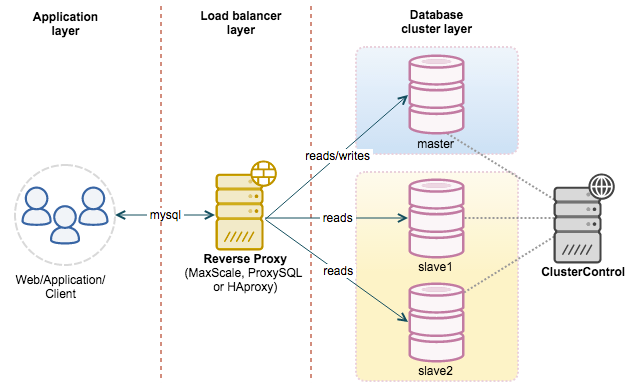 Application
layer
Load balancer
layer
Database
cluster layer
master
reads/writes
mysql
reads
slave1
Reverse Proxy
(MaxScale, ProxySQL
or HAproxy)
reads
slave2
Web/Application/
Client
ClusterControl